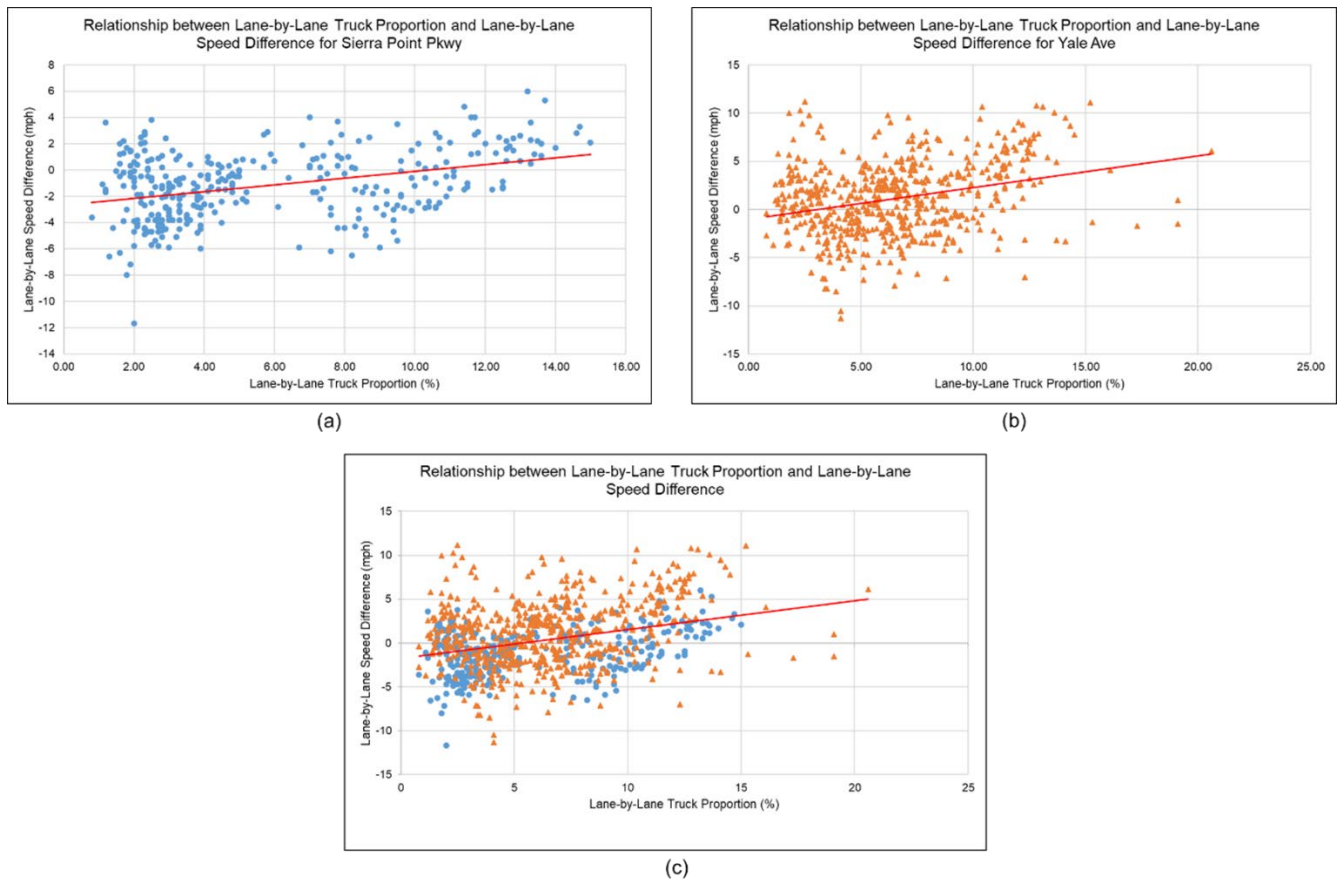 Relationship between Lane-by-Lane Truck Proportion and Lane-by-Lane
Speed Difference for Sierra Point Pkwy
8
6
4
2
0
-2
-4
-6
-8
-10
-12
-14
Lane-by-Lane Speed Difference (mph)
0.00 2.00 4.00 6.00 8.00 10.00 12.00 14.00 16.00
Lane-by-Lane Truck Proportion (%)
(a)
Relationship between Lane-by-Lane Truck Proportion and Lane-by-Lane
Speed Difference for Yale Ave
15
10
5
0
-5
-10
-15
Lane-by-Lane Speed Difference (mph)
0.00 5.00 10.00 15.00 20.00 25.00
Lane-by-Lane Truck Proportion (%)
(b)
Relationship between Lane-by-Lane Truck Proportion and Lane-by-Lane
Speed Difference
15
10
5
0
-5
-10
-15
Lane-by-Lane Speed Difference (mph)
0 5 10 15 20 25
Lane-by-Lane Truck Proportion (%)
(c)